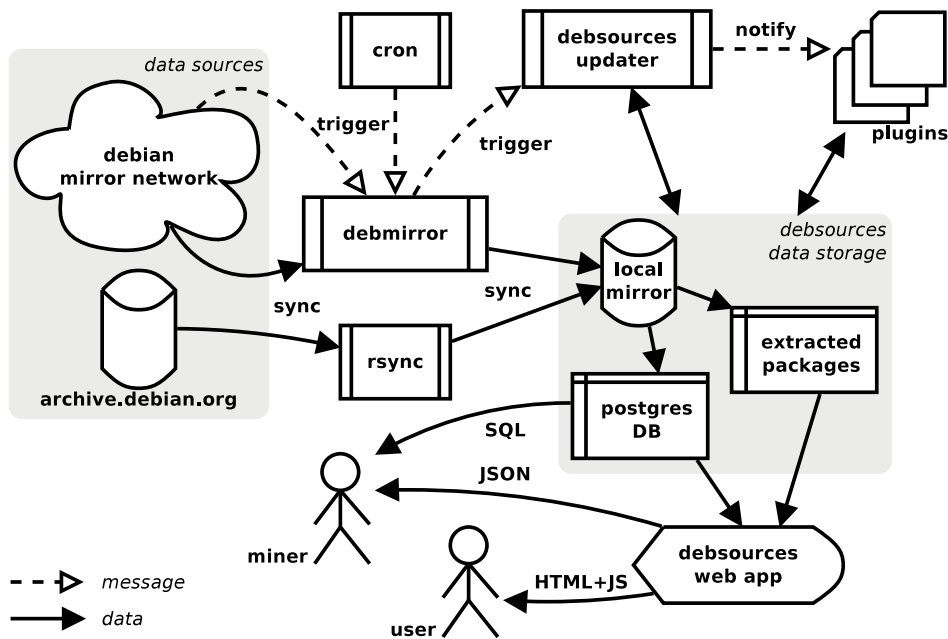 data sources
cron
debsources
updater
notify
plugins
trigger
trigger
debian
mirror network
debmirror
debsources
data storage
local
mirror
sync
sync
archive.debian.org
rsync
extracted
packages
postgres
DB
SQL
JSON
miner
debsources
web app
HTML+JS
user
message
data